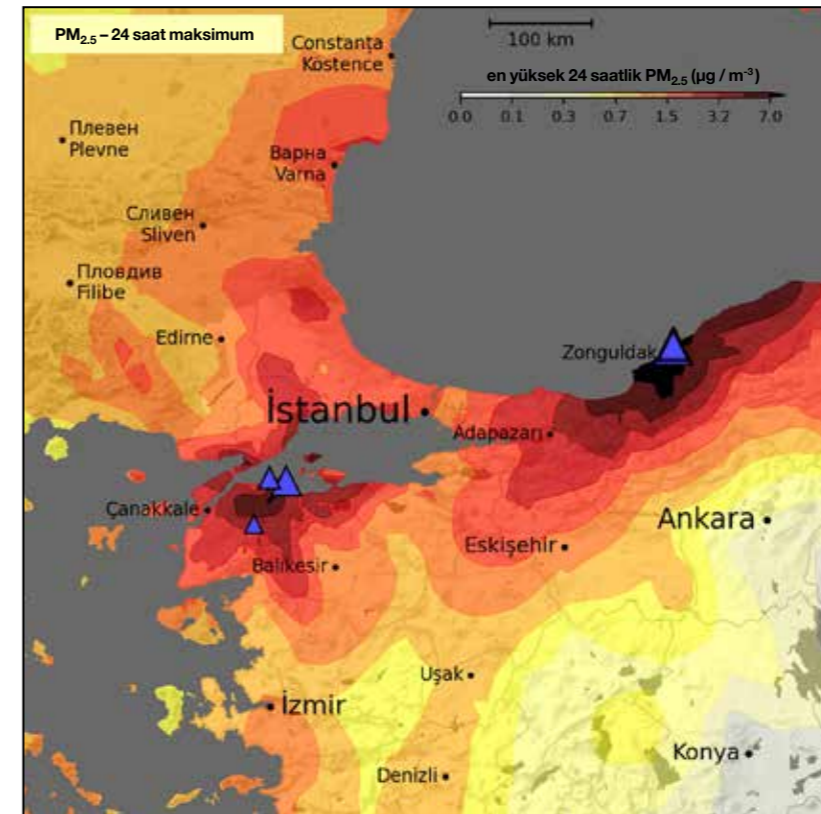 PM2.5 – 24 saat maksimum
Constanța
Köstence
100 km
en yüksek 24 saatlik PM2.5 (µg / m-3)
0.0 0.1 0.3 0.7 1.5 3.2 7.0
Плевен
Plevne
Варна
Varna
Сливен
Sliven
Пловдив
Filibe
Edirne
Zonguldak
İstanbul
Adapazarı
Çanakkale
Ankara
Eskişehir
Balıkesir
Uşak
İzmir
Konya
Denizli